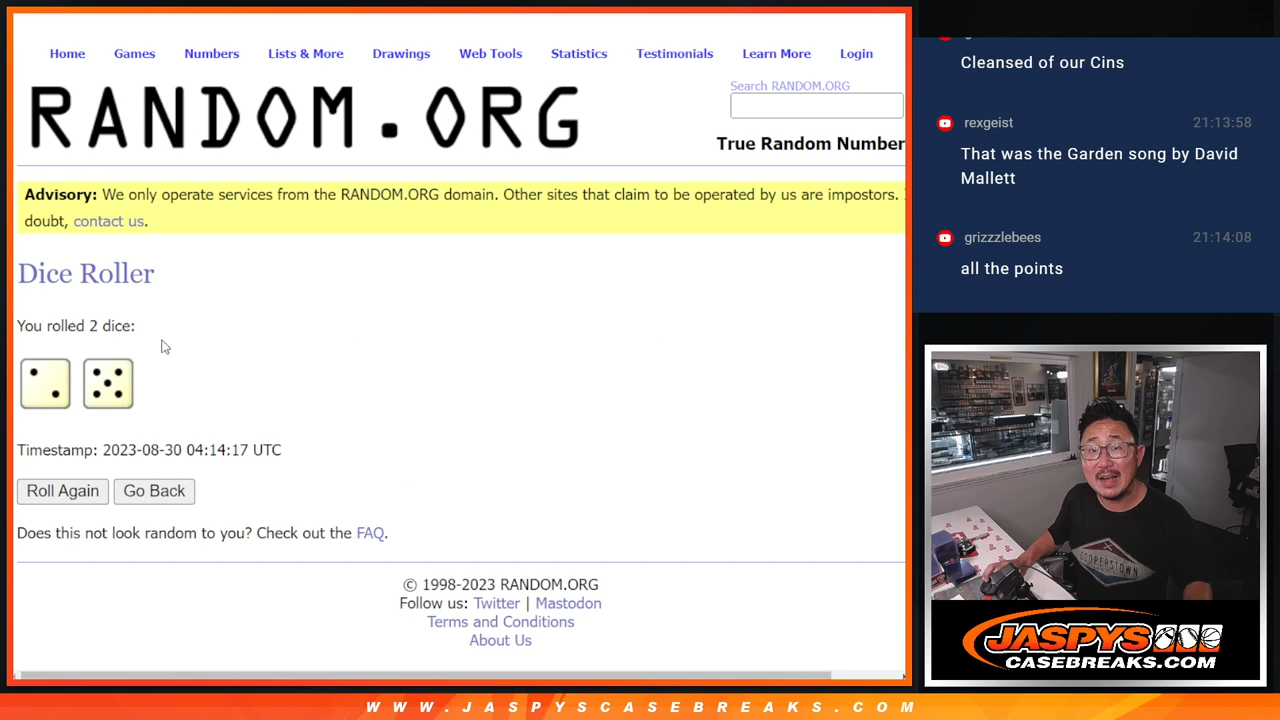 Home Games Numbers Lists & More Drawings Web Tools Statistics Testimonials Learn More Login
RANDOM.ORG
Search RANDOM.ORG
True Random Number
Advisory: We only operate services from the RANDOM.ORG domain. Other sites that claim to be operated by us are impostors.
doubt, contact us.
Dice Roller
You rolled 2 dice:
Timestamp: 2023-08-30 04:14:17 UTC
Roll Again Go Back
Does this not look random to you? Check out the FAQ.
© 1998-2023 RANDOM.ORG
Follow us: Twitter | Mastodon
Terms and Conditions
About Us
Cleansed of our Cins
rexgeist 21:13:58
That was the Garden song by David
Mallett
grizzzlebees 21:14:08
all the points
COOPERSTOWN
JASPYS
CASEBREAKS.COM
WWW.JASPYSCASEBREAKS.COM